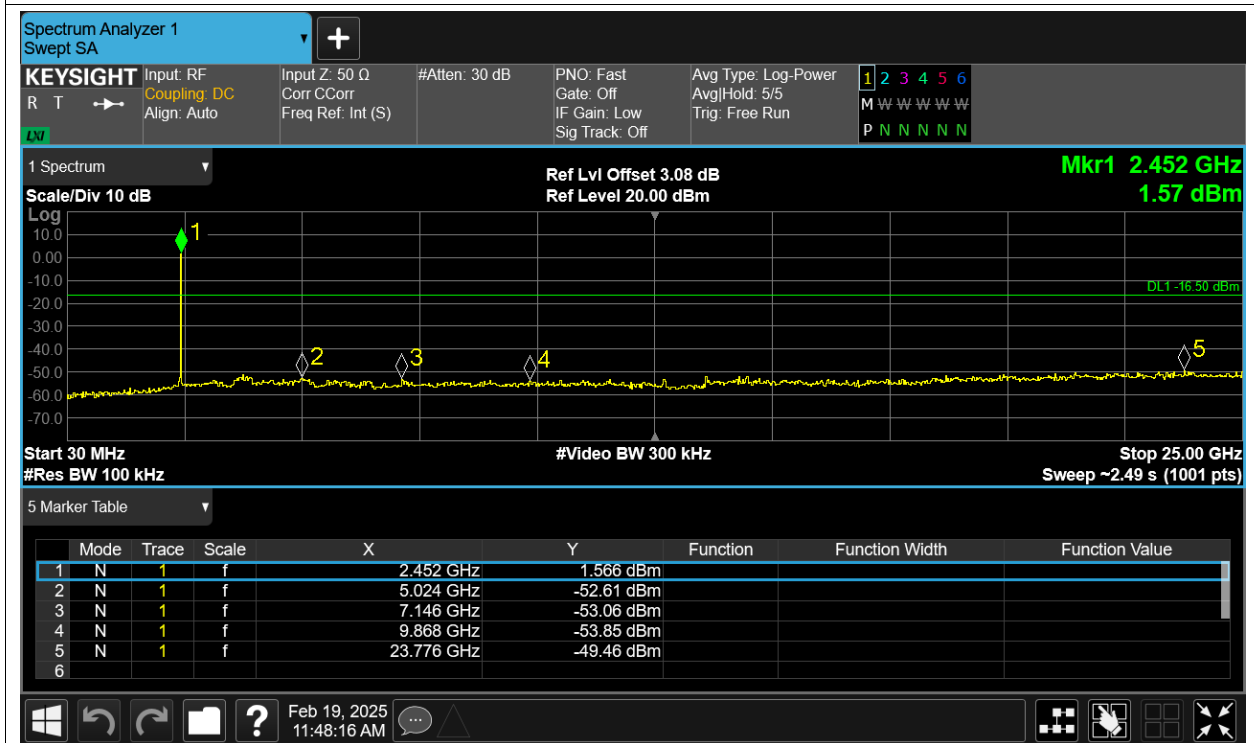 Spectrum Analyzer 1
Swept SA
KEYSIGHT Input: RF Input Z: 50 Ω #Atten: 30 dB PNO: Fast Avg Type: Log-Power 1 2 3 4 5 6
R T Coupling: DC Corr CCorr Gate: Off Avg|Hold: 5/5 M W W W W W
Align: Auto Freq Ref: Int (S) IF Gain: Low Trig: Free Run
LXI Sig Track: Off P N N N N N
1 Spectrum Ref Lvl Offset 3.08 dB Mkr1 2.452 GHz
Scale/Div 10 dB Ref Level 20.00 dBm 1.57 dBm
Log
10.0 1
0.00
-10.0
DL1 -16.50 dBm
-20.0
-30.0
-40.0 2 3 4 5
-50.0
-60.0
-70.0
Start 30 MHz #Video BW 300 kHz Stop 25.00 GHz
#Res BW 100 kHz Sweep ~2.49 s (1001 pts)
5 Marker Table
Mode Trace Scale X Y Function Function Width Function Value
1 N 1 f 2.452 GHz 1.566 dBm
2 N 1 f 5.024 GHz -52.61 dBm
3 N 1 f 7.146 GHz -53.06 dBm
4 N 1 f 9.868 GHz -53.85 dBm
5 N 1 f 23.776 GHz -49.46 dBm
6
? Feb 19, 2025
11:48:16 AM